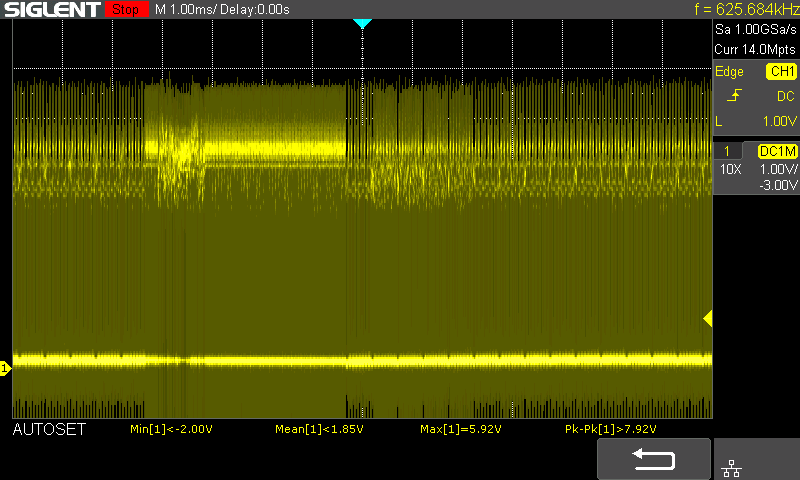 SIGLENT Stop M 1.00ms/ Delay:0.00s f = 625.684kHz
Sa 1.00GSa/s
Curr 14.0Mpts
Edge CH1
DC
L 1.00V
1 DC1M
10X 1.00V/
-3.00V
1
AUTOSET Min[1]<-2.00V Mean[1]<1.85V Max[1]=5.92V Pk-Pk[1]>7.92V